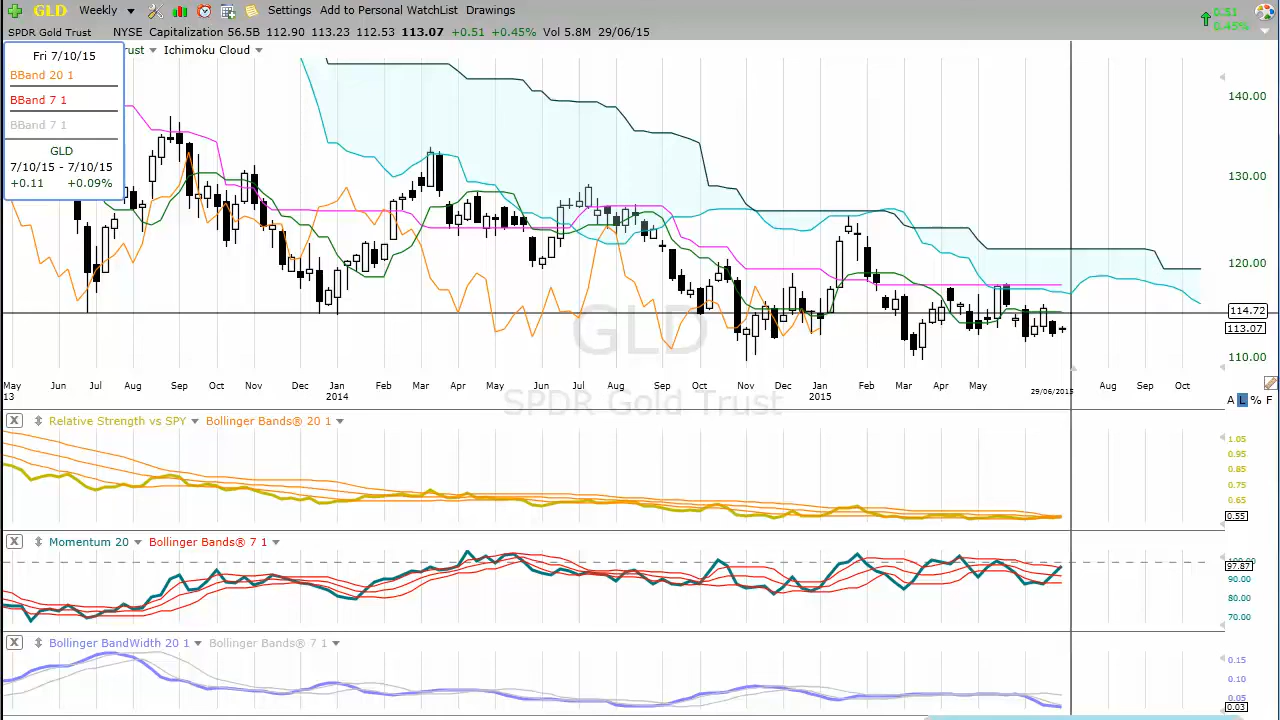 GLD Weekly Settings Add to Personal WatchList Drawings 0.51
0.45%
SPDR Gold Trust NYSE Capitalization 56.5B 112.90 113.23 112.53 113.07 +0.51 +0.45% Vol 5.8M 29/06/15
rust Ichimoku Cloud
Fri 7/10/15
BBand 20 1
BBand 7 1
BBand 7 1
GLD
7/10/15 - 7/10/15
+0.11 +0.09%
140.00
130.00
120.00
114.72
113.07
110.00
GLD
SPDR Gold Trust
May Jun Jul Aug Sep Oct Nov Dec Jan Feb Mar Apr May Jun Jul Aug Sep Oct Nov Dec Jan Feb Mar Apr May 29/06/2015 Aug Sep Oct
13 2014 2015
A L % F
X Relative Strength vs SPY Bollinger Bands® 20 1
1.05
0.95
0.85
0.75
0.65
0.55
X Momentum 20 Bollinger Bands® 7 1
97.87
90.00
80.00
70.00
X Bollinger BandWidth 20 1 Bollinger Bands® 7 1
0.15
0.10
0.05
0.03